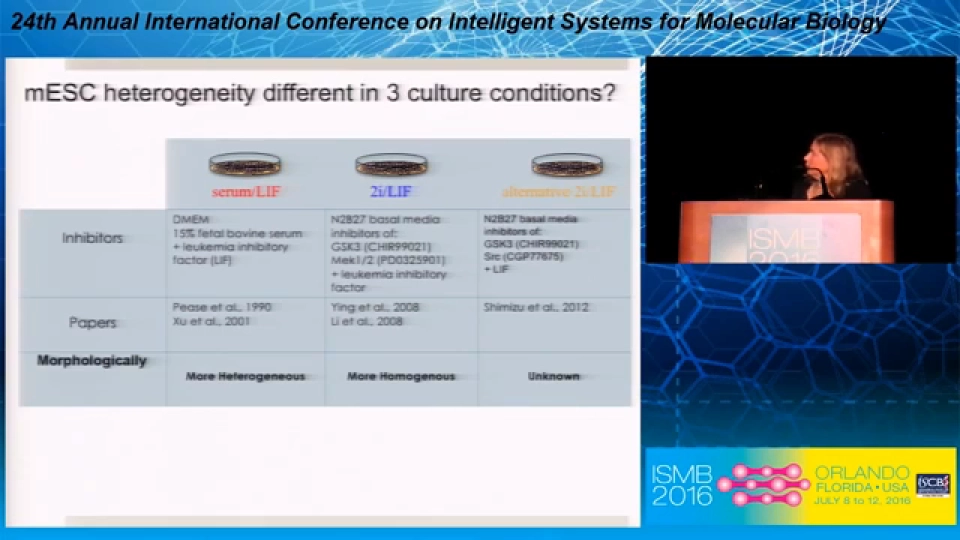 24th Annual International Conference on Intelligent Systems for Molecular Biology
mESC heterogeneity different in 3 culture conditions?
serum/LIF
2i/LIF
alternative 2i/LIF
Inhibitors
DMEM
15% fetal bovine serum
+ leukemia inhibitory
factor (LIF)
N2B27 basal media
inhibitors of:
GSK3 (CHIR99021)
Mek1/2 (PD0325901)
+ leukemia inhibitory
factor
N2B27 basal media
inhibitors of:
GSK3 (CHIR99021)
Src (CGP77675)
+ LIF
Papers
Pease et al., 1990
Xu et al., 2001
Ying et al., 2008
Li et al., 2008
Shimizu et al., 2012
Morphologically
More Heterogeneous
More Homogenous
Unknown
ISMB
2016
ISMB
2016
ORLANDO
FLORIDA • USA
JULY 8 to 12, 2016
ISCB